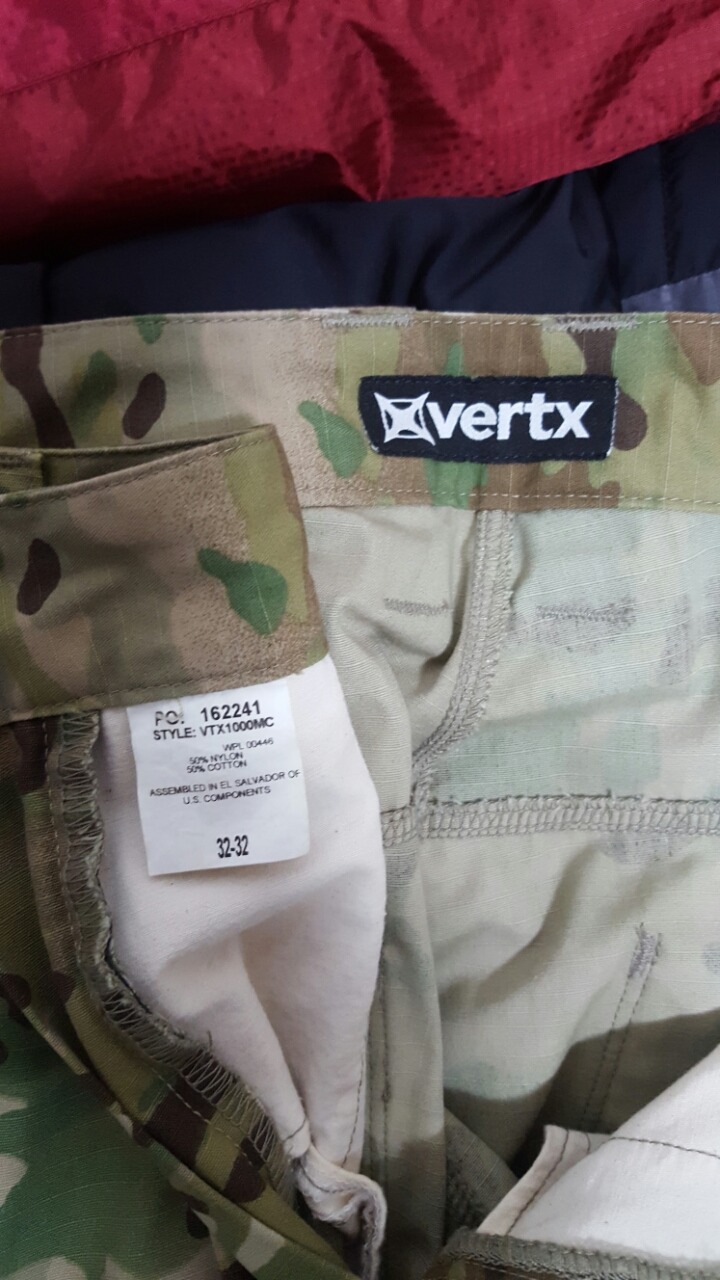 vertx
PO: 162241
STYLE: VTX1000MC
WPL 00446
50% NYLON
50% COTTON
ASSEMBLED IN EL SALVADOR OF
U.S. COMPONENTS
32-32